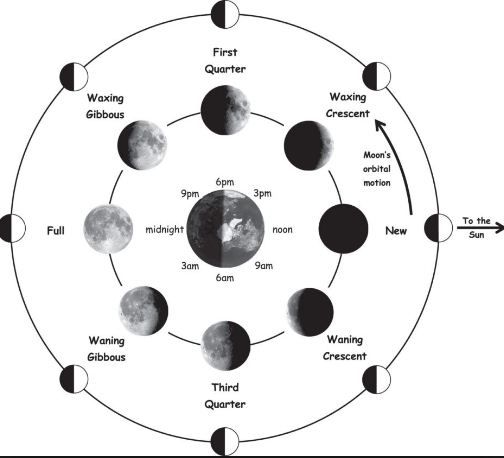 First
Quarter
Waxing
Gibbous
Waxing
Crescent
Moon's
orbital
motion
6pm
9pm
3pm
Full
midnight
noon
New
To the
Sun
3am
9am
6am
Waning
Gibbous
Waning
Crescent
Third
Quarter